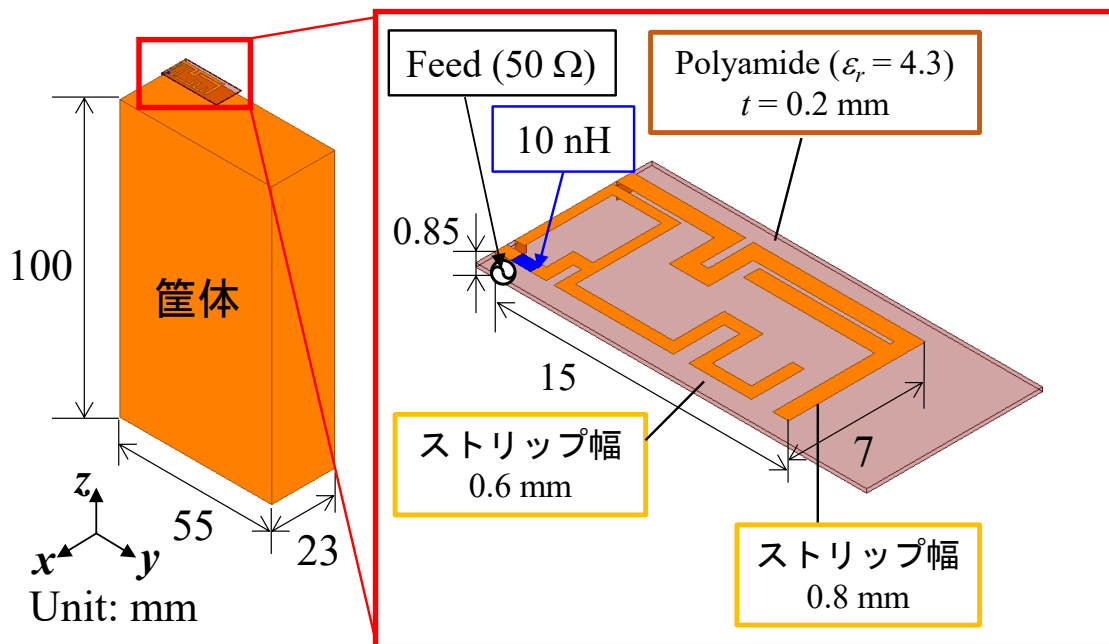 100
筐体
55
23
z
x
y
Unit: mm
Feed (50 Ω)
10 nH
Polyamide (εr = 4.3)
t = 0.2 mm
0.85
15
7
ストリップ幅
0.6 mm
ストリップ幅
0.8 mm